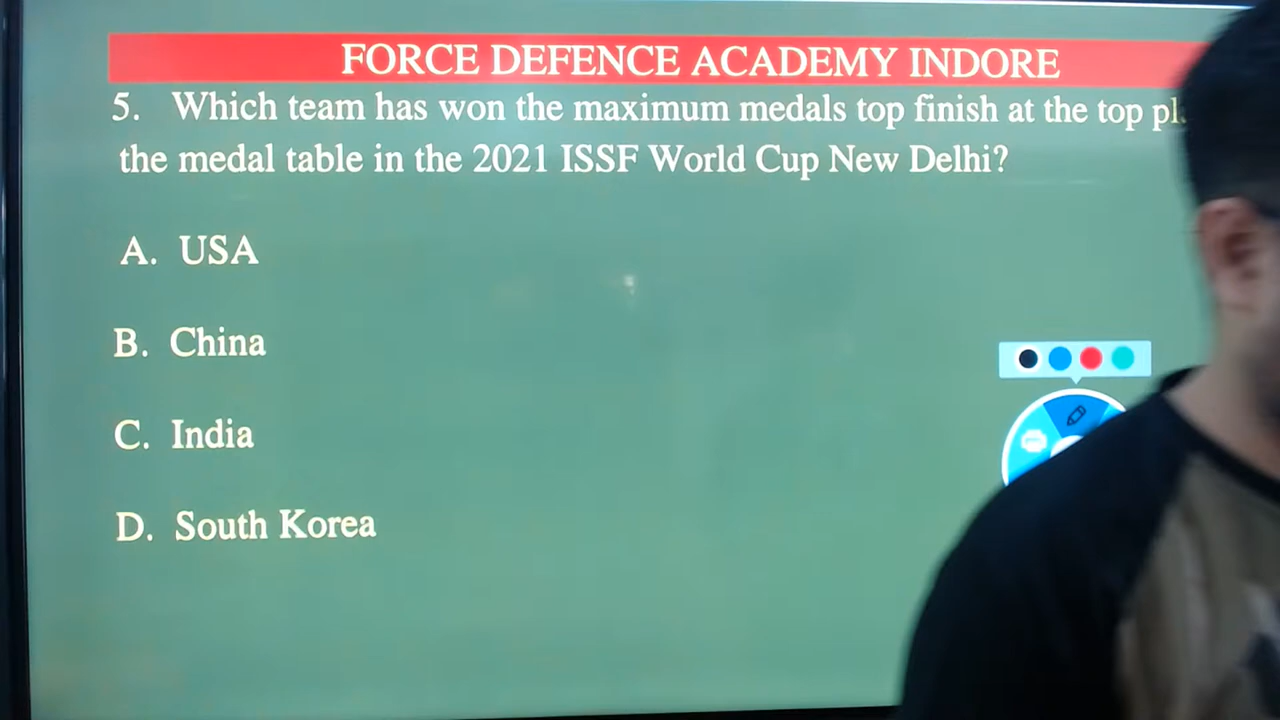 FORCE DEFENCE ACADEMY INDORE
5. Which team has won the maximum medals top finish at the top
the medal table in the 2021 ISSF World Cup New Delhi?
A. USA
B. China
C. India
D. South Korea